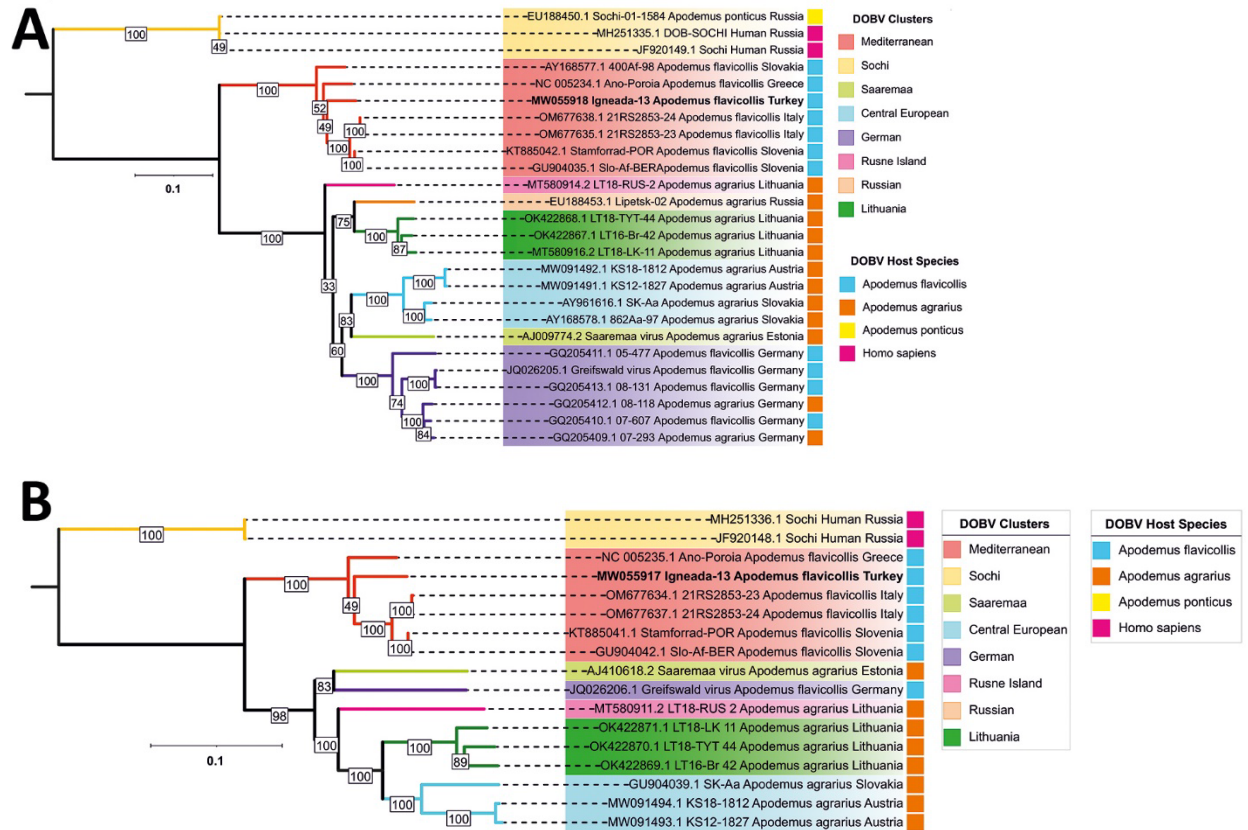 A
EU188450.1 Sochi-01-1584 Apodemus ponticus Russia
MH251335.1 DOB-SOCHI Human Russia
JF920149.1 Sochi Human Russia
AY168577.1 400Af-98 Apodemus flavicollis Slovakia
NC 005234.1 Ano-Poroia Apodemus flavicollis Greece
MW055918 Igneada-13 Apodemus flavicollis Turkey
OM677638.1 21RS2853-24 Apodemus flavicollis Italy
OM677635.1 21RS2853-23 Apodemus flavicollis Italy
KT885042.1 Stamforrad-POR Apodemus flavicollis Slovenia
GU904035.1 Slo-Af-BERApodemus flavicollis Slovenia
MT580914.2 LT18-RUS-2 Apodemus agrarius Lithuania
EU188453.1 Lipetsk-02 Apodemus agrarius Russia
OK422868.1 LT18-TYT-44 Apodemus agrarius Lithuania
OK422867.1 LT16-Br-42 Apodemus agrarius Lithuania
MT580916.2 LT18-LK-11 Apodemus agrarius Lithuania
MW091492.1 KS18-1812 Apodemus agrarius Austria
MW091491.1 KS12-1827 Apodemus agrarius Austria
AY961616.1 SK-Aa Apodemus agrarius Slovakia
AY168578.1 862Aa-97 Apodemus agrarius Slovakia
AJ009774.2 Saaremaa virus Apodemus agrarius Estonia
GQ205411.1 05-477 Apodemus flavicollis Germany
JQ026205.1 Greifswald virus Apodemus flavicollis Germany
GQ205413.1 08-131 Apodemus flavicollis Germany
GQ205412.1 08-118 Apodemus agrarius Germany
GQ205410.1 07-607 Apodemus flavicollis Germany
GQ205409.1 07-293 Apodemus agrarius Germany
100
49
100
52
49
100
100
100
0.1
100
75
100
87
33
100
100
100
83
60
100
100
74
100
84
DOBV Clusters
Mediterranean
Sochi
Saaremaa
Central European
German
Rusne Island
Russian
Lithuania
DOBV Host Species
Apodemus flavicollis
Apodemus agrarius
Apodemus ponticus
Homo sapiens
B
MH251336.1 Sochi Human Russia
JF920148.1 Sochi Human Russia
NC 005235.1 Ano-Poroia Apodemus flavicollis Greece
MW055917 Igneada-13 Apodemus flavicollis Turkey
OM677634.1 21RS2853-23 Apodemus flavicollis Italy
OM677637.1 21RS2853-24 Apodemus flavicollis Italy
KT885041.1 Stamforrad-POR Apodemus flavicollis Slovenia
GU904042.1 Slo-Af-BER Apodemus flavicollis Slovenia
AJ410618.2 Saaremaa virus Apodemus agrarius Estonia
JQ026206.1 Greifswald virus Apodemus flavicollis Germany
MT580911.2 LT18-RUS 2 Apodemus agrarius Lithuania
OK422871.1 LT18-LK 11 Apodemus agrarius Lithuania
OK422870.1 LT18-TYT 44 Apodemus agrarius Lithuania
OK422869.1 LT16-Br 42 Apodemus agrarius Lithuania
GU904039.1 SK-Aa Apodemus agrarius Slovakia
MW091494.1 KS18-1812 Apodemus agrarius Austria
MW091493.1 KS12-1827 Apodemus agrarius Austria
100
100
49
100
100
100
83
98
100
0.1
100
89
100
100
100
DOBV Clusters
Mediterranean
Sochi
Saaremaa
Central European
German
Rusne Island
Russian
Lithuania
DOBV Host Species
Apodemus flavicollis
Apodemus agrarius
Apodemus ponticus
Homo sapiens